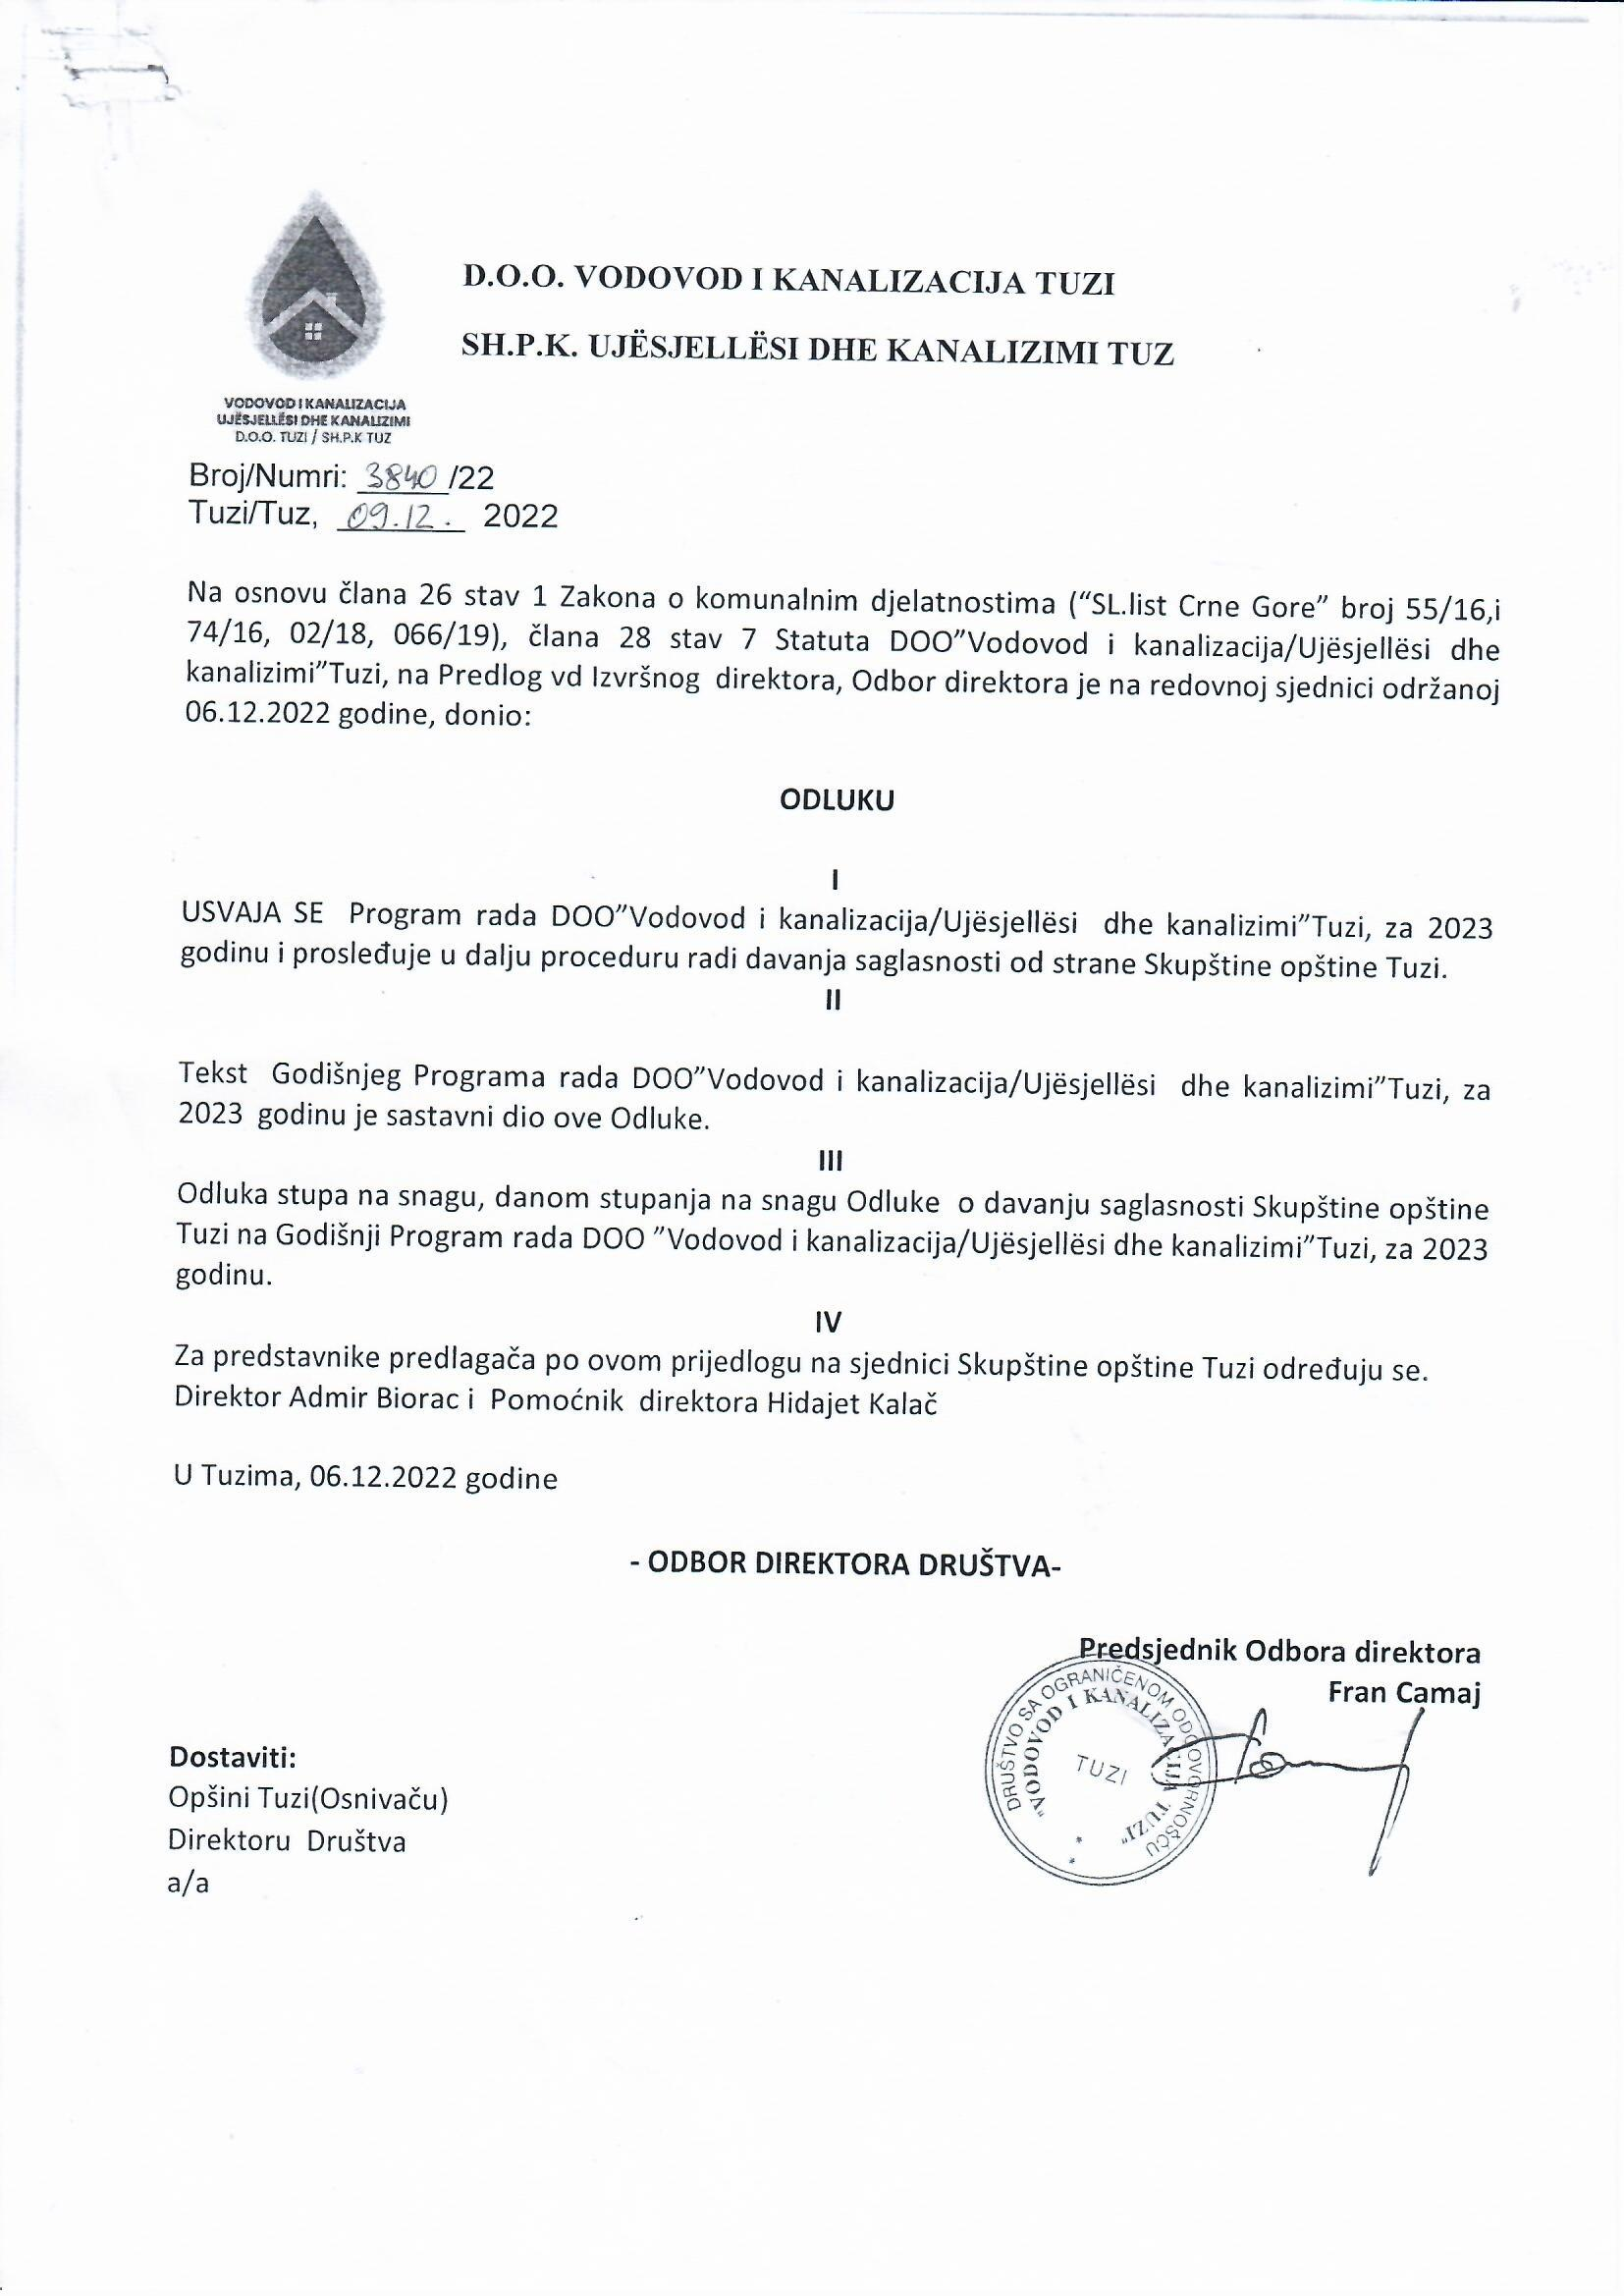 D.O.O. VODOVOD I KANALIZACIJA TUZI
SH.P.K. UJËSJELLËSI DHE KANALIZIMI TUZ
VODOVOD I KANALIZACIJA
UJËSJELLËSI DHE KANALIZIMI
D.O.O. TUZI / SH.P.K TUZ
Broj/Numri: 3840 /22
Tuzi/Tuz, 09.12. 2022
Na osnovu člana 26 stav 1 Zakona o komunalnim djelatnostima (“SL.list Crne Gore” broj 55/16,i
74/16, 02/18, 066/19), člana 28 stav 7 Statuta DOO”Vodovod i kanalizacija/Ujësjellësi dhe
kanalizimi”Tuzi, na Predlog vd Izvršnog direktora, Odbor direktora je na redovnoj sjednici održanoj
06.12.2022 godine, donio:
ODLUKU
I
USVAJA SE Program rada DOO”Vodovod i kanalizacija/Ujësjellësi dhe kanalizimi”Tuzi, za 2023
godinu i prosleđuje u dalju proceduru radi davanja saglasnosti od strane Skupštine opštine Tuzi.
II
Tekst Godišnjeg Programa rada DOO”Vodovod i kanalizacija/Ujësjellësi dhe kanalizimi”Tuzi, za
2023 godinu je sastavni dio ove Odluke.
III
Odluka stupa na snagu, danom stupanja na snagu Odluke o davanju saglasnosti Skupštine opštine
Tuzi na Godišnji Program rada DOO ”Vodovod i kanalizacija/Ujësjellësi dhe kanalizimi”Tuzi, za 2023
godinu.
IV
Za predstavnike predlagača po ovom prijedlogu na sjednici Skupštine opštine Tuzi određuju se.
Direktor Admir Biorac i Pomoćnik direktora Hidajet Kalač
U Tuzima, 06.12.2022 godine
- ODBOR DIREKTORA DRUŠTVA-
Predsjednik Odbora direktora
Fran Camaj
DRUŠTVO SA OGRANIČENOM ODGOVORNOŠĆU
"VODOVOD I KANALIZACIJA TUZI"
TUZI
Dostaviti:
Opšini Tuzi(Osnivaču)
Direktoru Društva
a/a